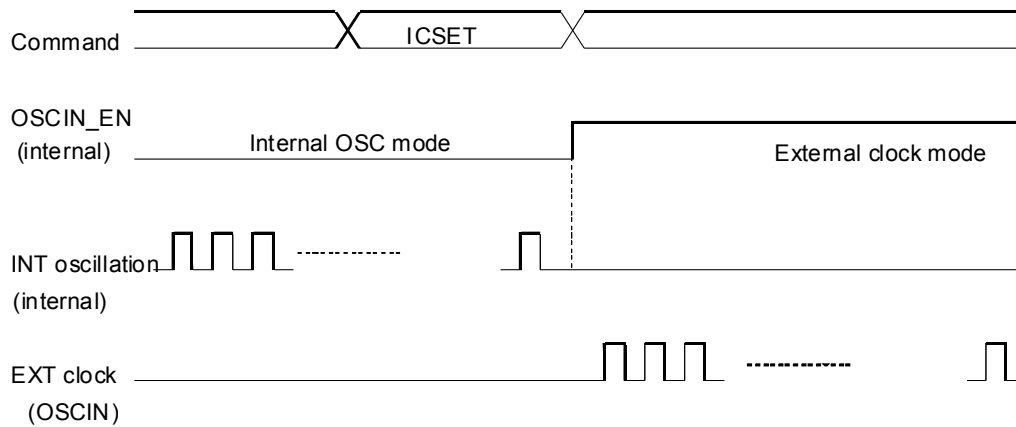 Command
ICSET
OSCIN_EN
(internal)
Internal OSC mode
External clock mode
INT oscillation
(internal)
EXT clock
(OSCIN)